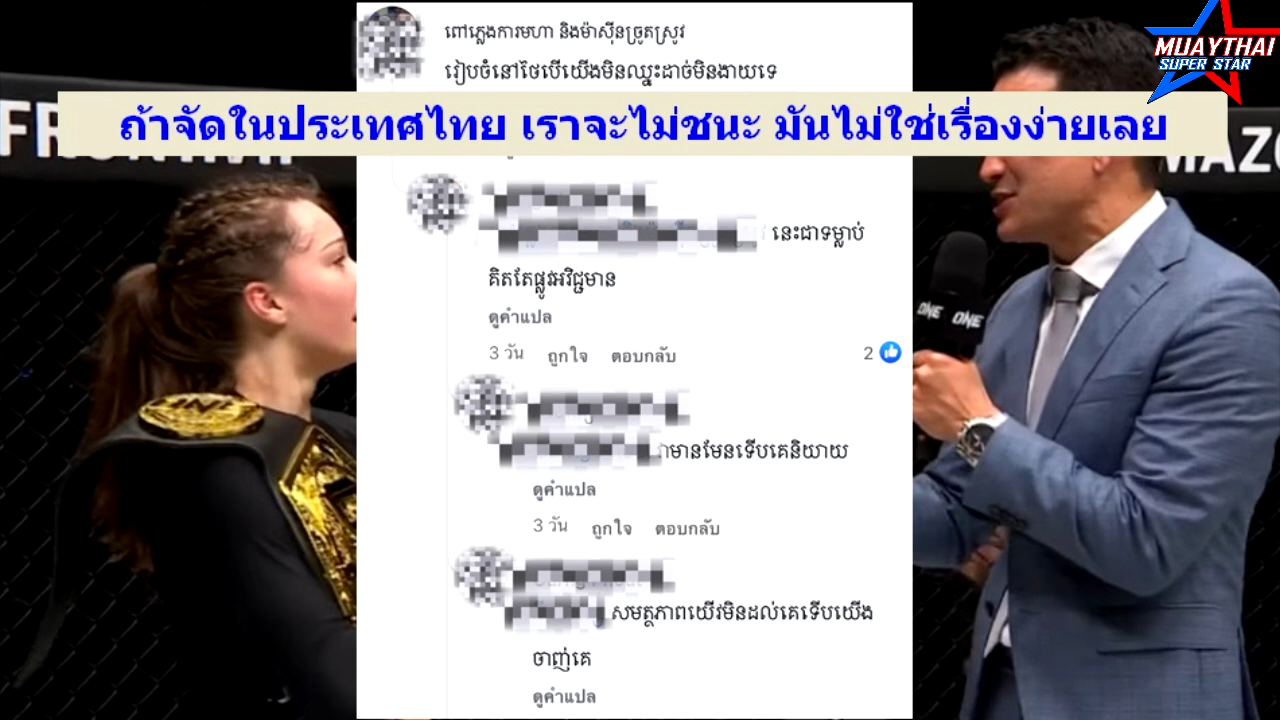 ពៅភ្លេងការមហា និងម៉ាស៊ីនច្រូតស្រូវ
MUAYTHAI
SUPER STAR
រៀបចំនៅថៃបើយើងមិនឈ្នះដាច់មិនងាយទេ
ถ้าจัดในประเทศไทย เราจะไม่ชนะ มันไม่ใช่เรื่องง่ายเลย
នេះជាទម្លាប់
គិតតែផ្លូវអវិជ្ជមាន
ดูคำแปล
3 วัน ถูกใจ ตอบกลับ 2
ONE ONE
មានមែនទើបគេនិយាយ
ดูคำแปล
3 วัน ถูกใจ ตอบกลับ
សមត្ថភាពយើវមិនដល់គេទើបយើង
ចាញ់គេ
ดูคำแปล